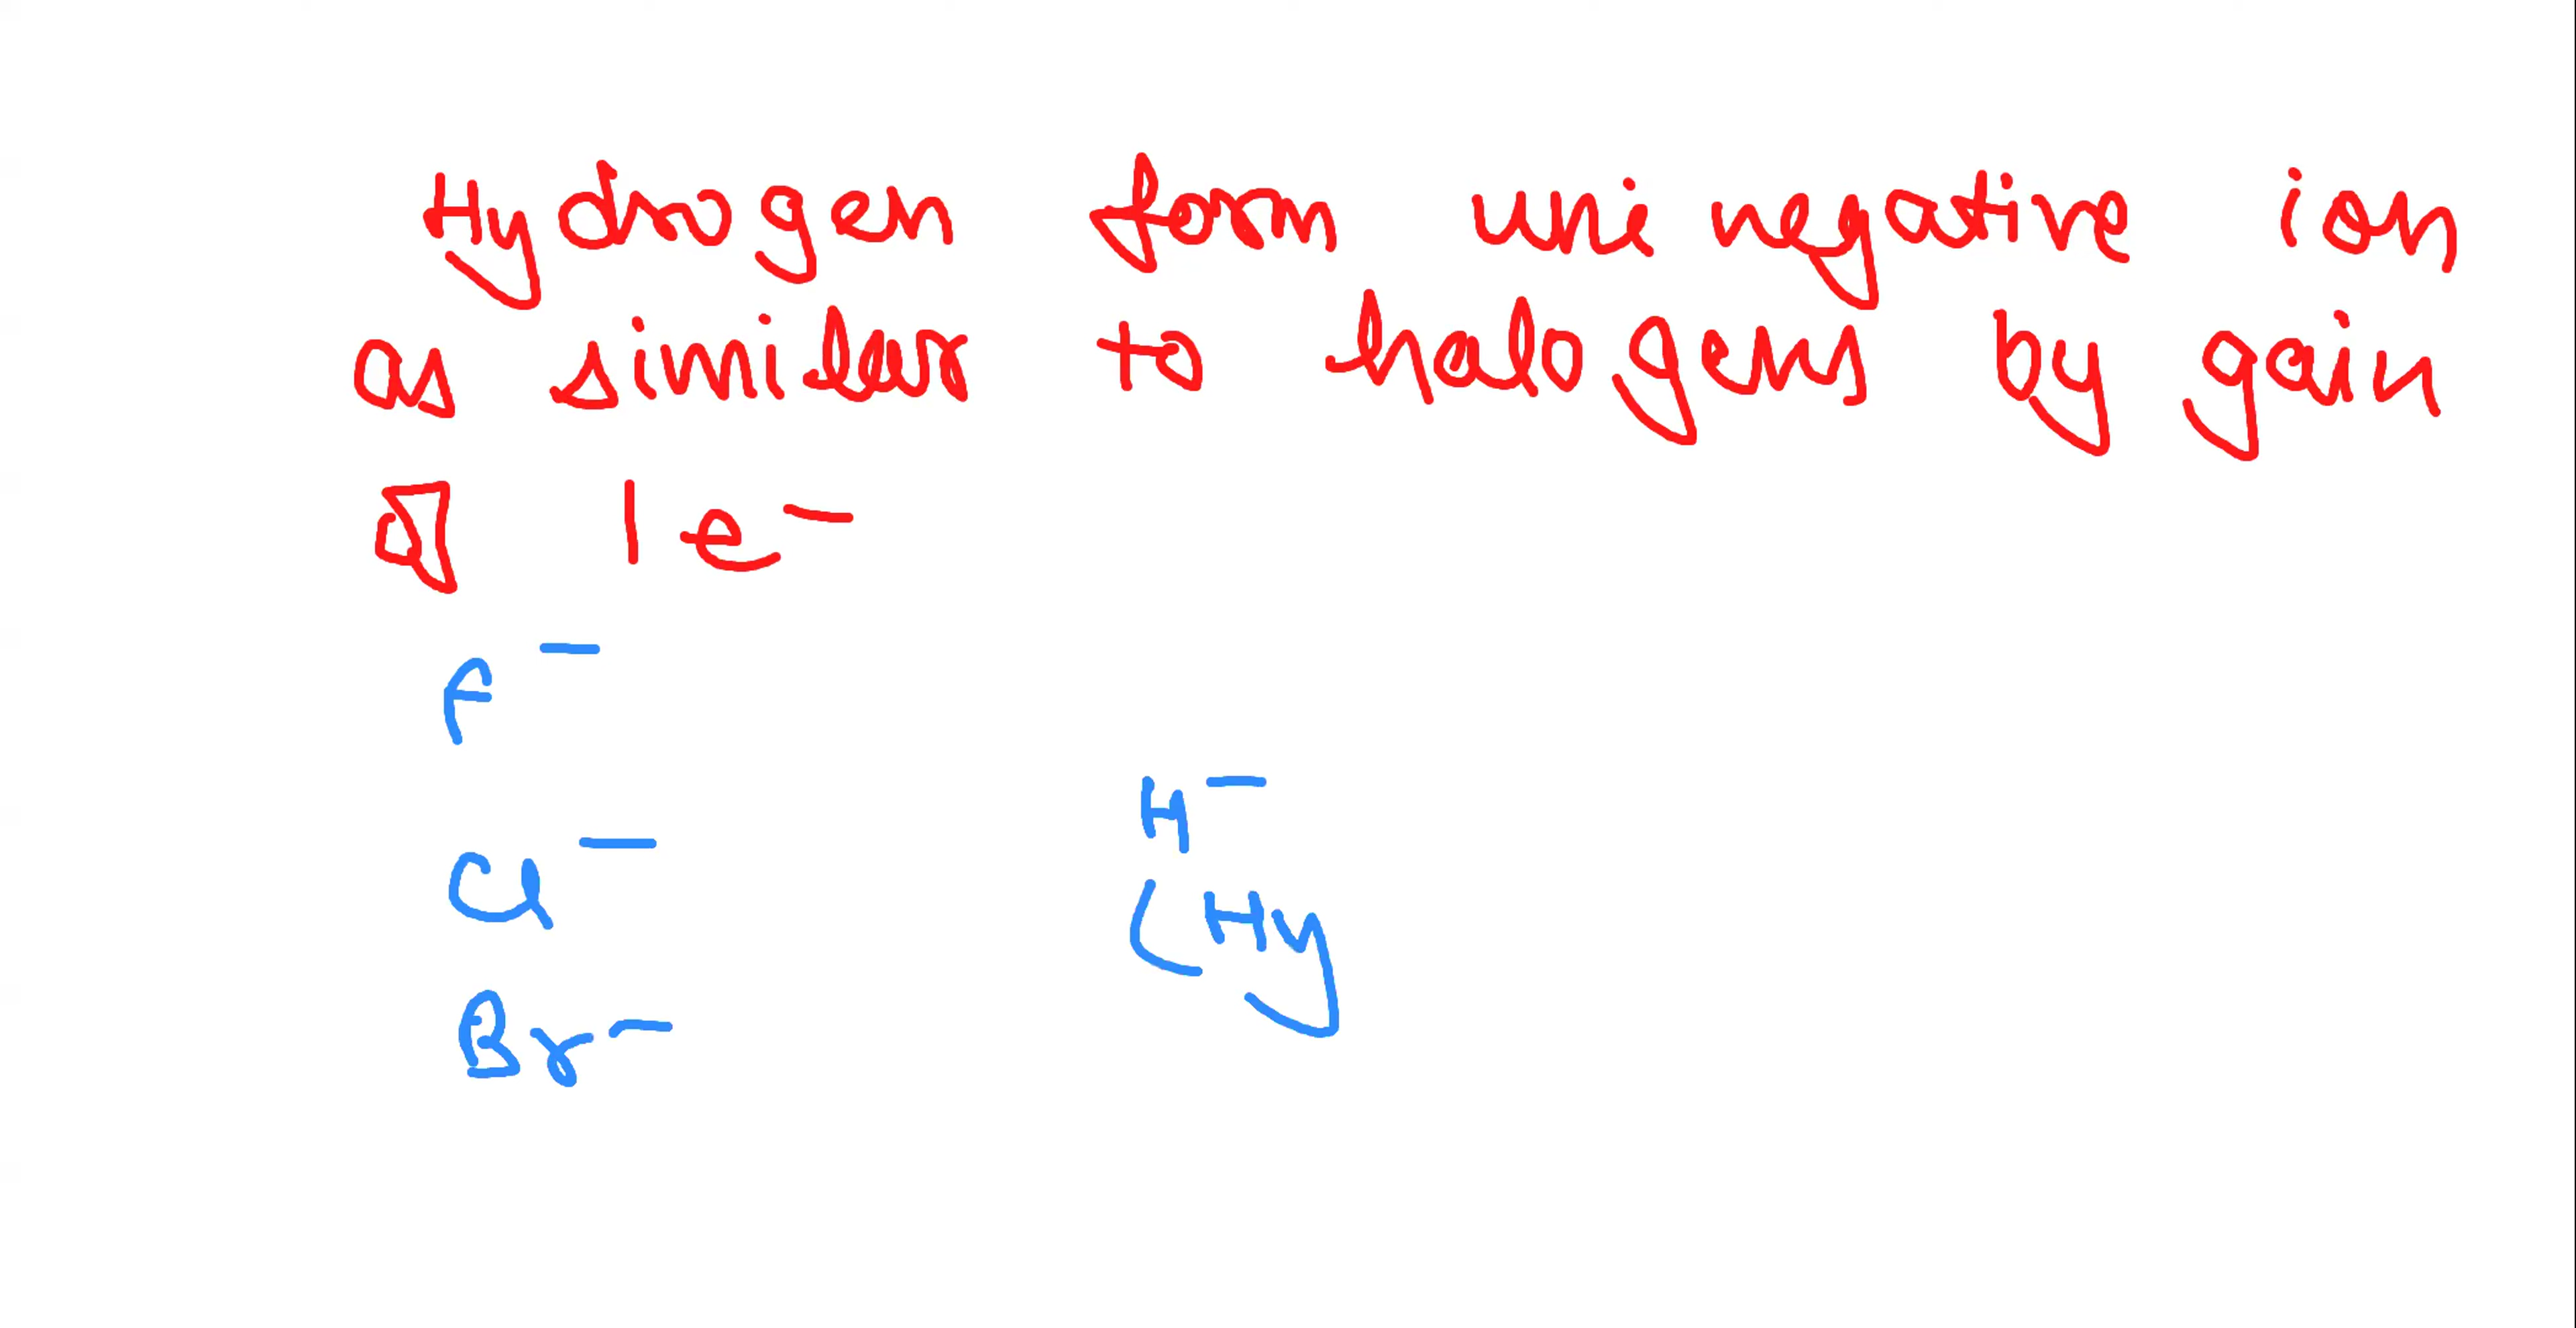 Hydrogen form uninegative ion
as similar to halogens by gain
of 1e⁻
F⁻
Cl⁻
Br⁻
H⁻
(Hy